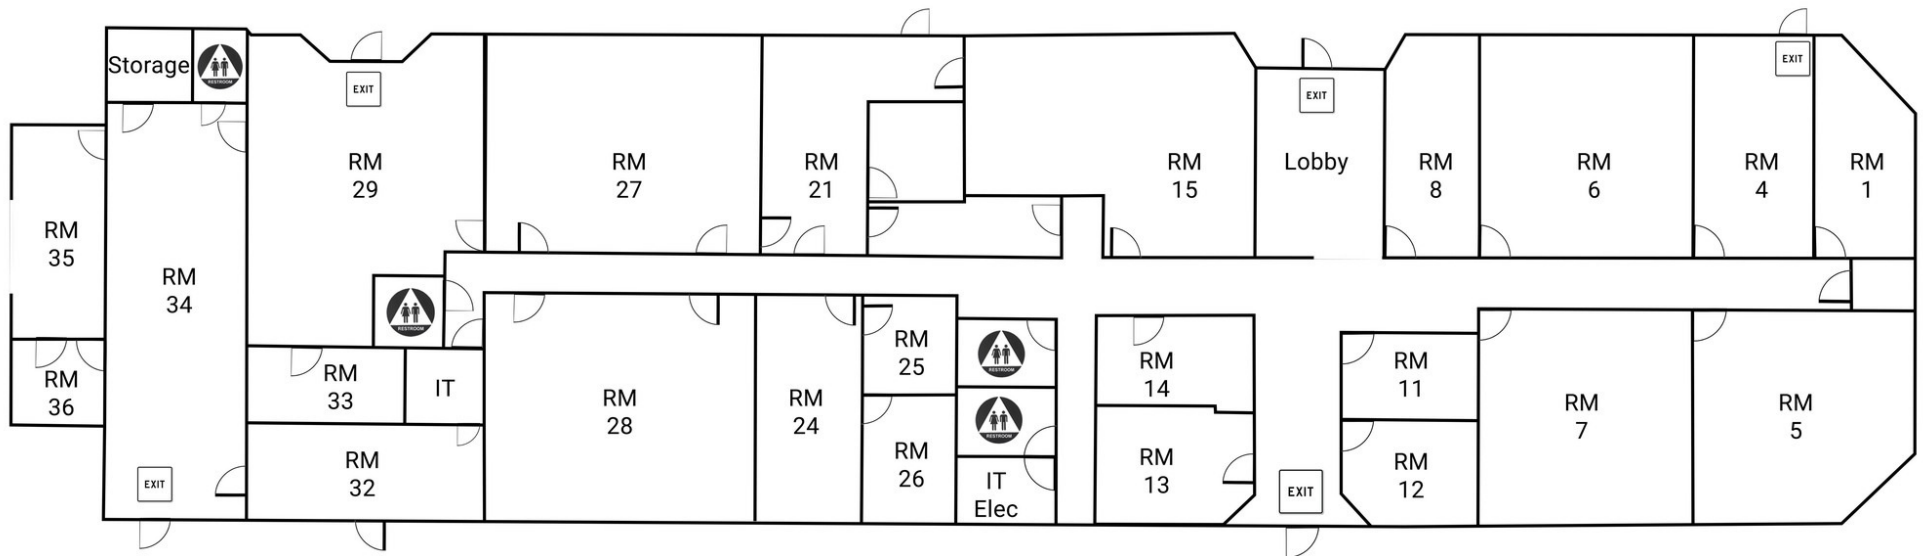 Storage
RESTROOM
EXIT
EXIT
EXIT
RM
29
RM
27
RM
21
RM
15
Lobby
RM
8
RM
6
RM
4
RM
1
RM
35
RM
34
RESTROOM
RM
36
RM
33
IT
RM
32
EXIT
RM
28
RM
24
RM
25
RM
26
RESTROOM
RESTROOM
IT
Elec
RM
14
RM
13
EXIT
RM
11
RM
12
RM
7
RM
5